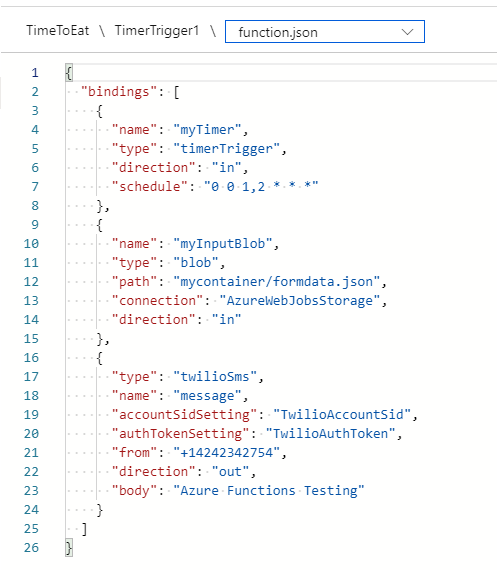 TimeToEat \ TimerTrigger1 \ function.json
1 {
2   "bindings": [
3     {
4       "name": "myTimer",
5       "type": "timerTrigger",
6       "direction": "in",
7       "schedule": "0 0 1,2 * * *"
8     },
9     {
10       "name": "myInputBlob",
11       "type": "blob",
12       "path": "mycontainer/formdata.json",
13       "connection": "AzureWebJobsStorage",
14       "direction": "in"
15     },
16     {
17       "type": "twilioSms",
18       "name": "message",
19       "accountSidSetting": "TwilioAccountSid",
20       "authTokenSetting": "TwilioAuthToken",
21       "from": "+14242342754",
22       "direction": "out",
23       "body": "Azure Functions Testing"
24     }
25   ]
26 }